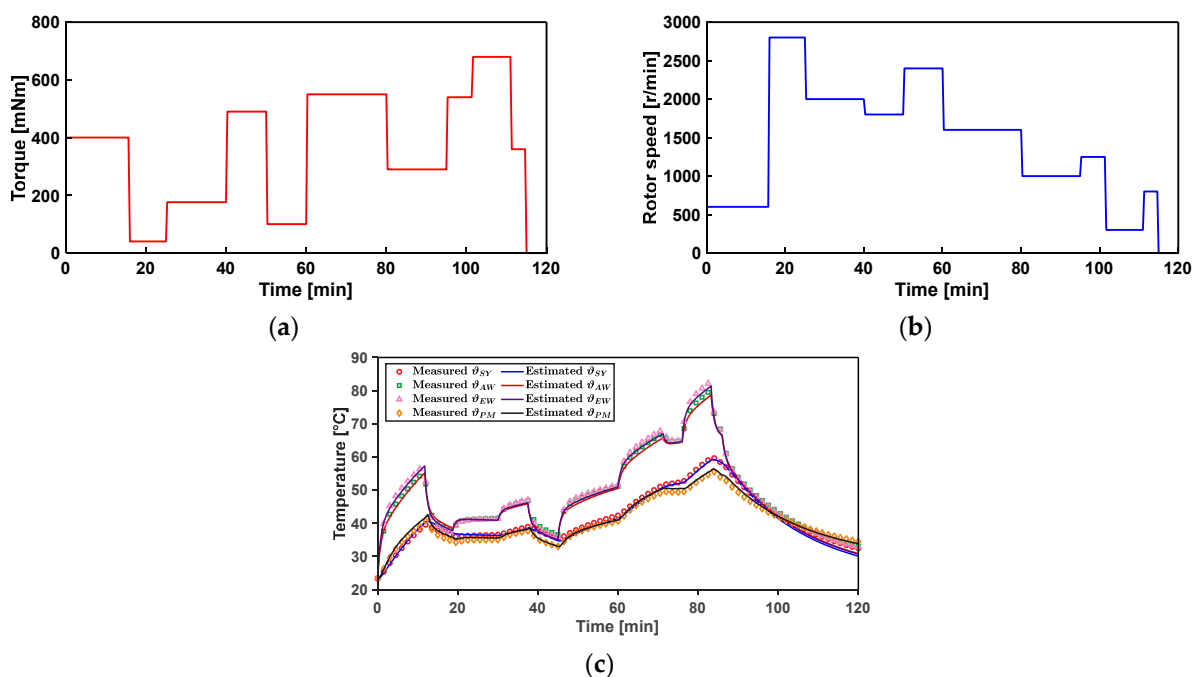 800
600
400
200
0
Torque [mNm]
0 20 40 60 80 100 120
Time [min]
(a)
3000
2500
2000
1500
1000
500
0
Rotor speed [r/min]
0 20 40 60 80 100 120
Time [min]
(b)
90
80
70
60
50
40
30
20
Temperature [°C]
Measured ϑSY Estimated ϑSY
Measured ϑAW Estimated ϑAW
Measured ϑEW Estimated ϑEW
Measured ϑPM Estimated ϑPM
0 20 40 60 80 100 120
Time [min]
(c)